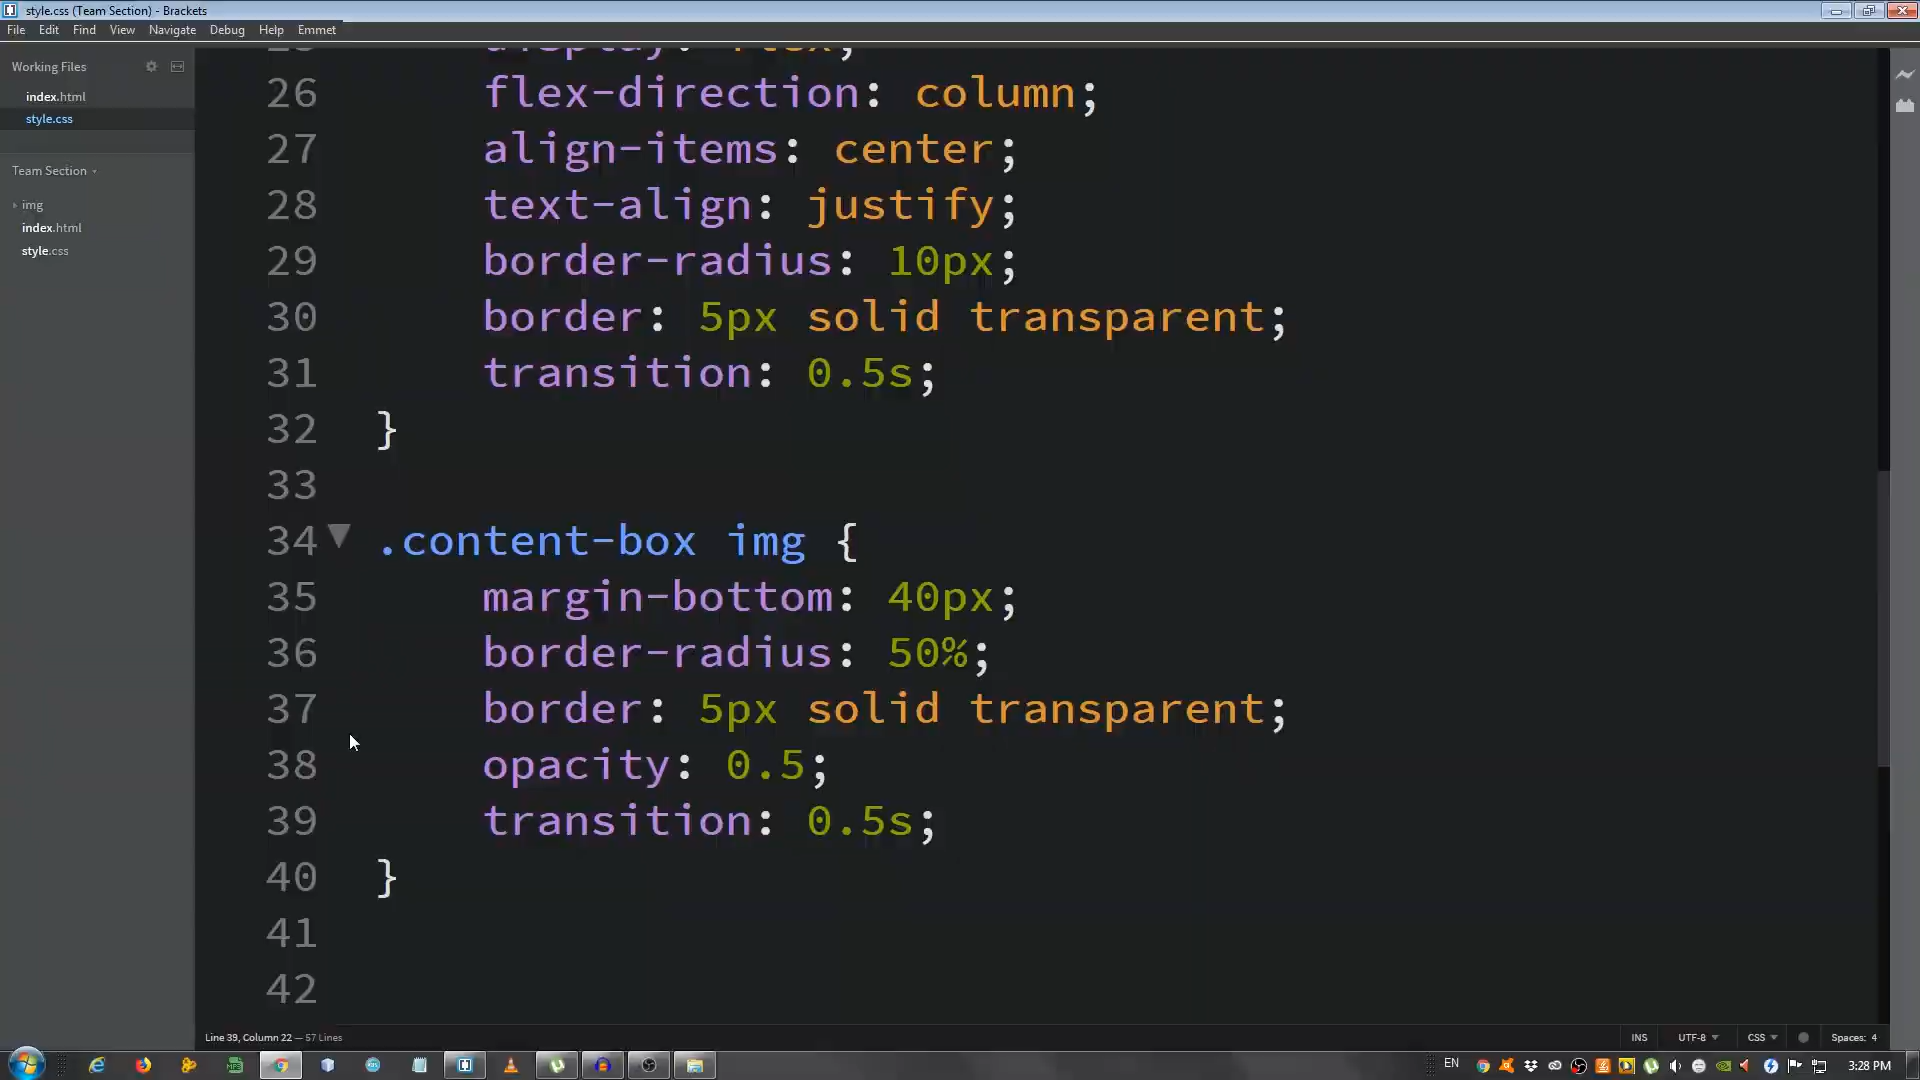 style.css (Team Section) - Brackets
File Edit Find View Navigate Debug Help Emmet
Working Files
index.html
style.css
Team Section
img
index.html
style.css
display: flex;
26 flex-direction: column;
27 align-items: center;
28 text-align: justify;
29 border-radius: 10px;
30 border: 5px solid transparent;
31 transition: 0.5s;
32 }
33
34 .content-box img {
35 margin-bottom: 40px;
36 border-radius: 50%;
37 border: 5px solid transparent;
38 opacity: 0.5;
39 transition: 0.5s;
40 }
41
42
Line 39, Column 22 — 57 Lines
INS UTF-8 CSS Spaces: 4
EN 3:28 PM